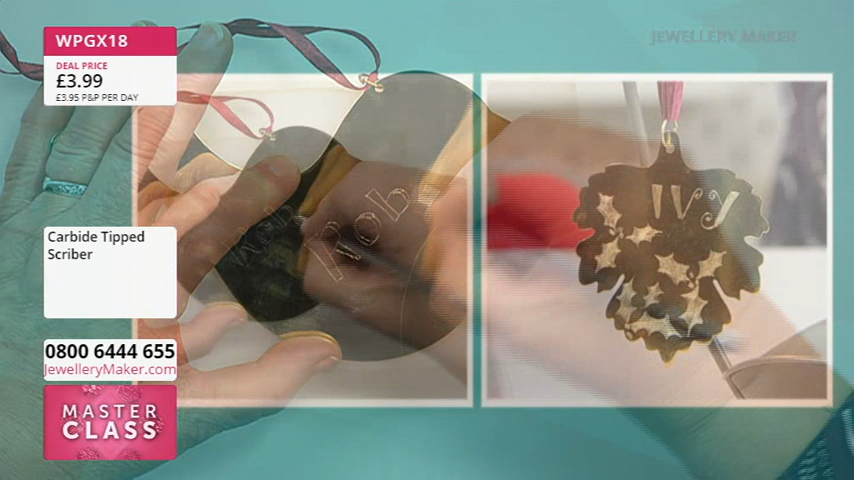 WPGX18
JEWELLERY MAKER
DEAL PRICE
£3.99
£3.95 P&P PER DAY
Rob
IVY
Carbide Tipped
Scriber
0800 6444 655
JewelleryMaker.com
MASTER
CLASS